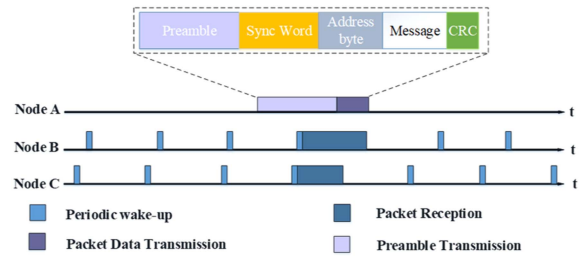 Preamble Sync Word Address byte Message CRC
Node A t
Node B t
Node C t
Periodic wake-up Packet Reception
Packet Data Transmission Preamble Transmission